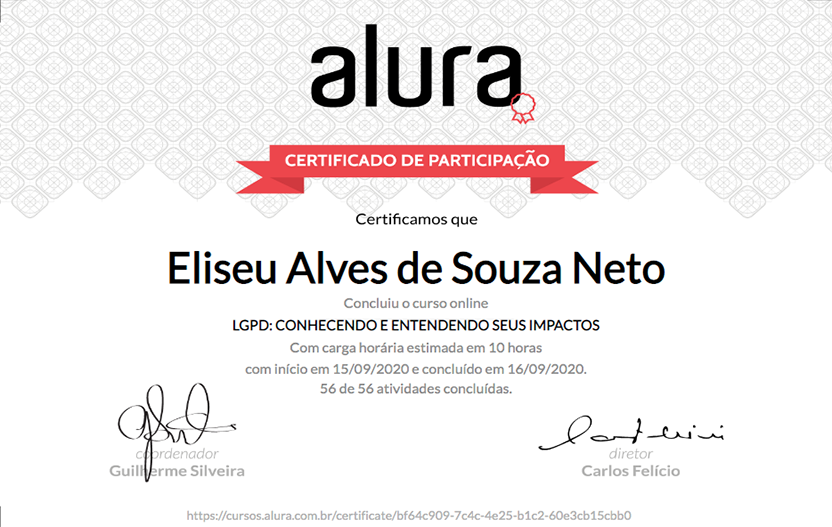 alura
CERTIFICADO DE PARTICIPAÇÃO
Certificamos que
Eliseu Alves de Souza Neto
Concluiu o curso online
LGPD: CONHECENDO E ENTENDENDO SEUS IMPACTOS
Com carga horária estimada em 10 horas
com início em 15/09/2020 e concluído em 16/09/2020.
56 de 56 atividades concluídas.
coordenador
Guilherme Silveira
diretor
Carlos Felício
https://cursos.alura.com.br/certificate/bf64c909-7c4c-4e25-b1c2-60e3cb15cbb0